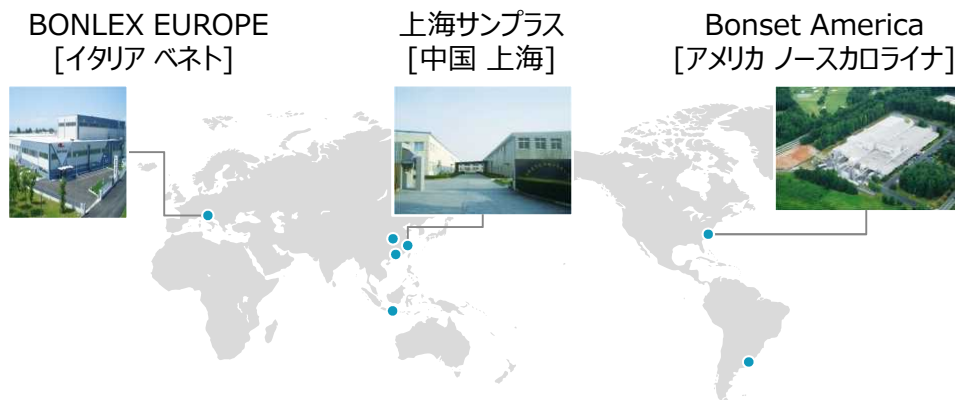 BONLEX EUROPE
[イタリア ベネト]
上海サンプラス
[中国 上海]
Bonset America
[アメリカ ノースカロライナ]